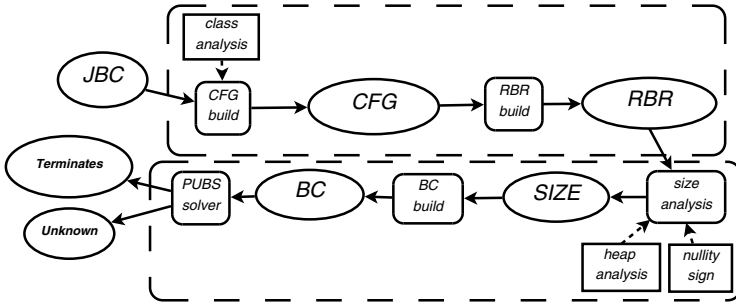 class
analysis
JBC
CFG
build
CFG
RBR
build
RBR
Terminates
Unknown
PUBS
solver
BC
BC
build
SIZE
size
analysis
heap
analysis
nullity
sign